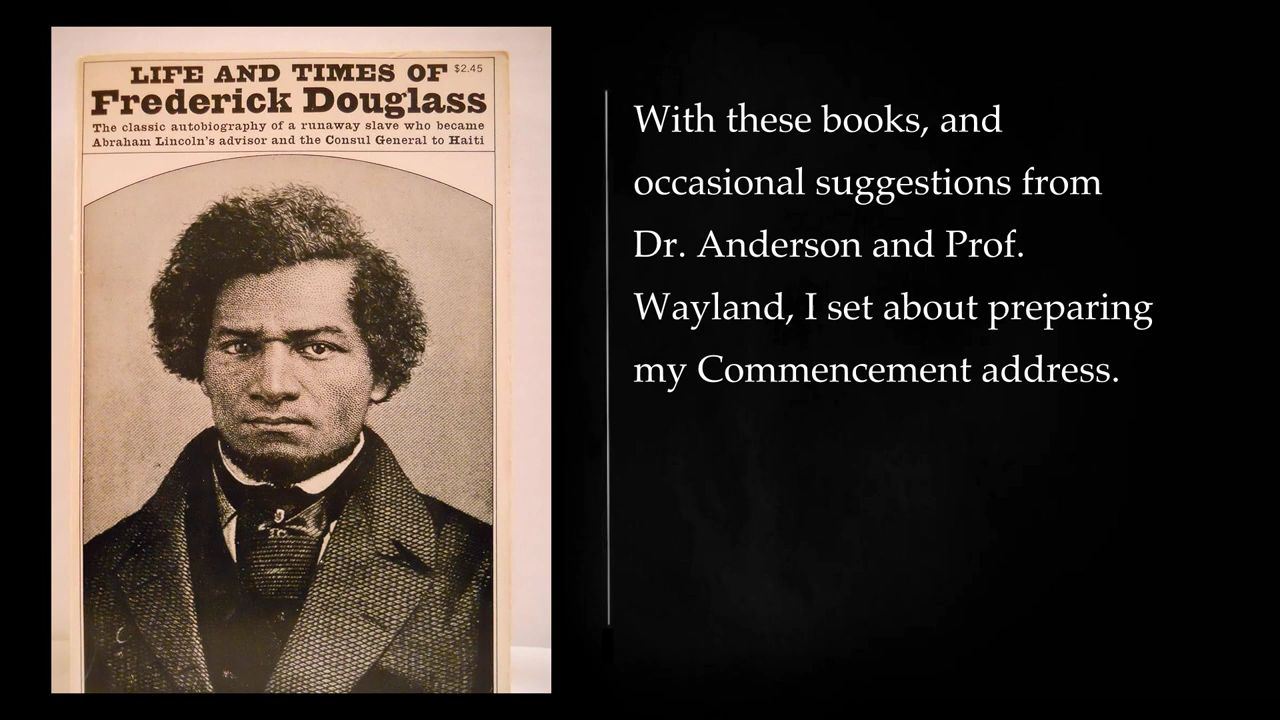 LIFE AND TIMES OF $2.45
Frederick Douglass
The classic autobiography of a runaway slave who became
Abraham Lincoln's advisor and the Consul General to Haiti
With these books, and
occasional suggestions from
Dr. Anderson and Prof.
Wayland, I set about preparing
my Commencement address.